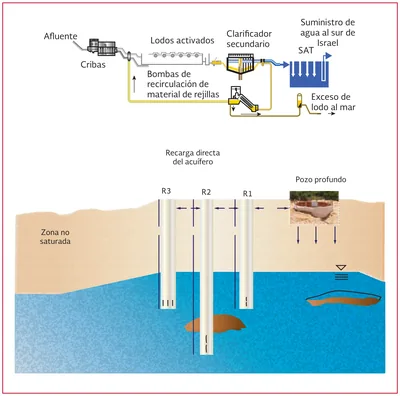 Afluente
Cribas
Lodos activados
Clarificador
secundario
Suministro de
agua al sur de
Israel
SAT
Bombas de
recirculación de
material de rejillas
Exceso de
lodo al mar
Recarga directa
del acuífero
Pozo profundo
R3
R2
R1
Zona no
saturada